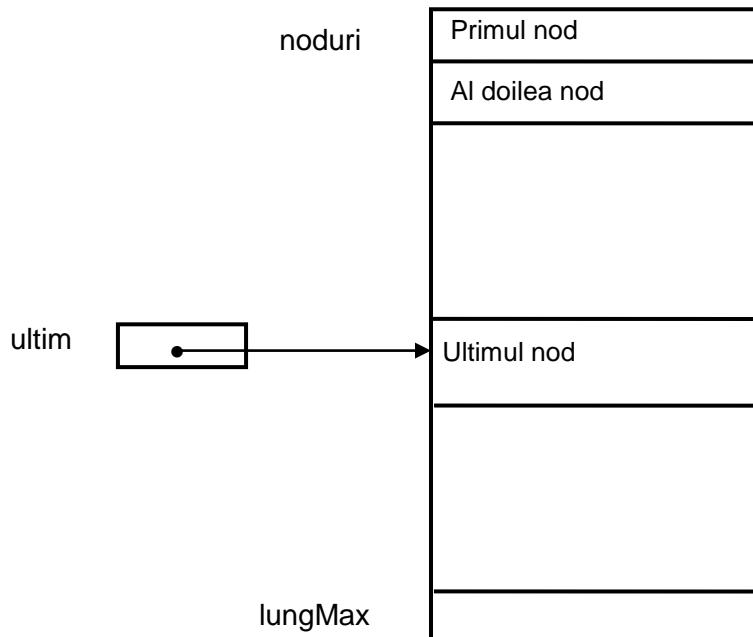 noduri
Primul nod
Al doilea nod
ultim
Ultimul nod
lungMax